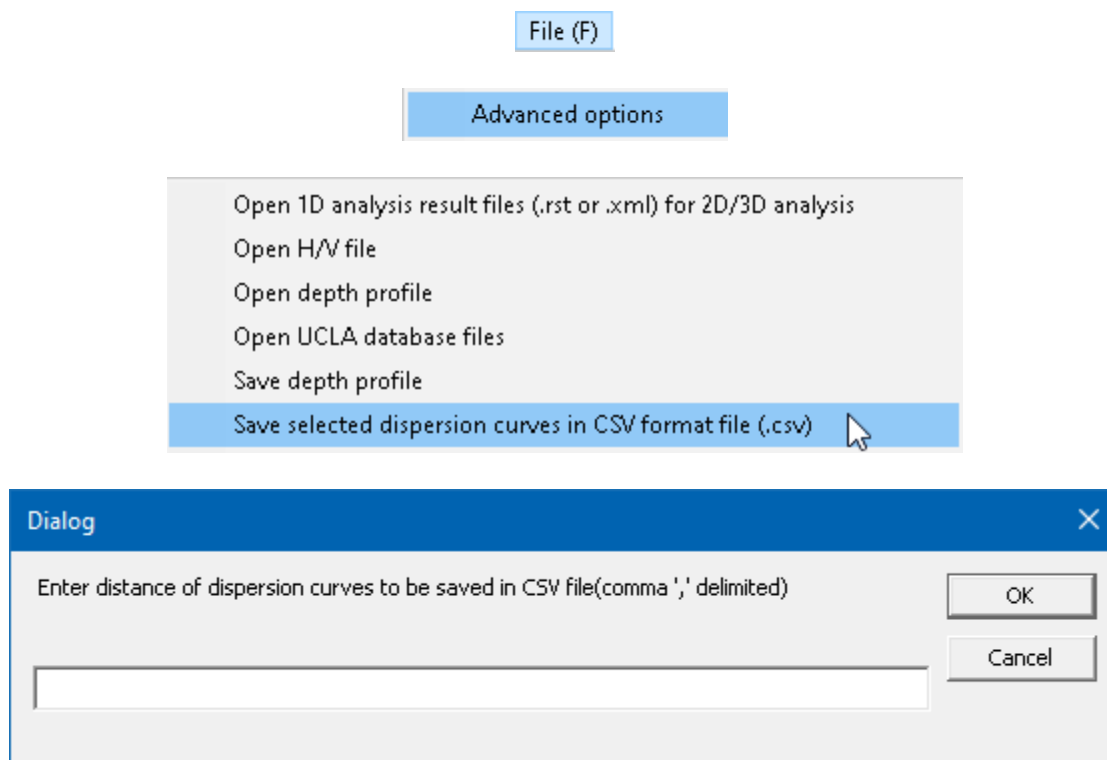 File (F)
Advanced options
Open 1D analysis result files (.rst or .xml) for 2D/3D analysis
Open H/V file
Open depth profile
Open UCLA database files
Save depth profile
Save selected dispersion curves in CSV format file (.csv)
Dialog
Enter distance of dispersion curves to be saved in CSV file(comma ',' delimited)
OK
Cancel